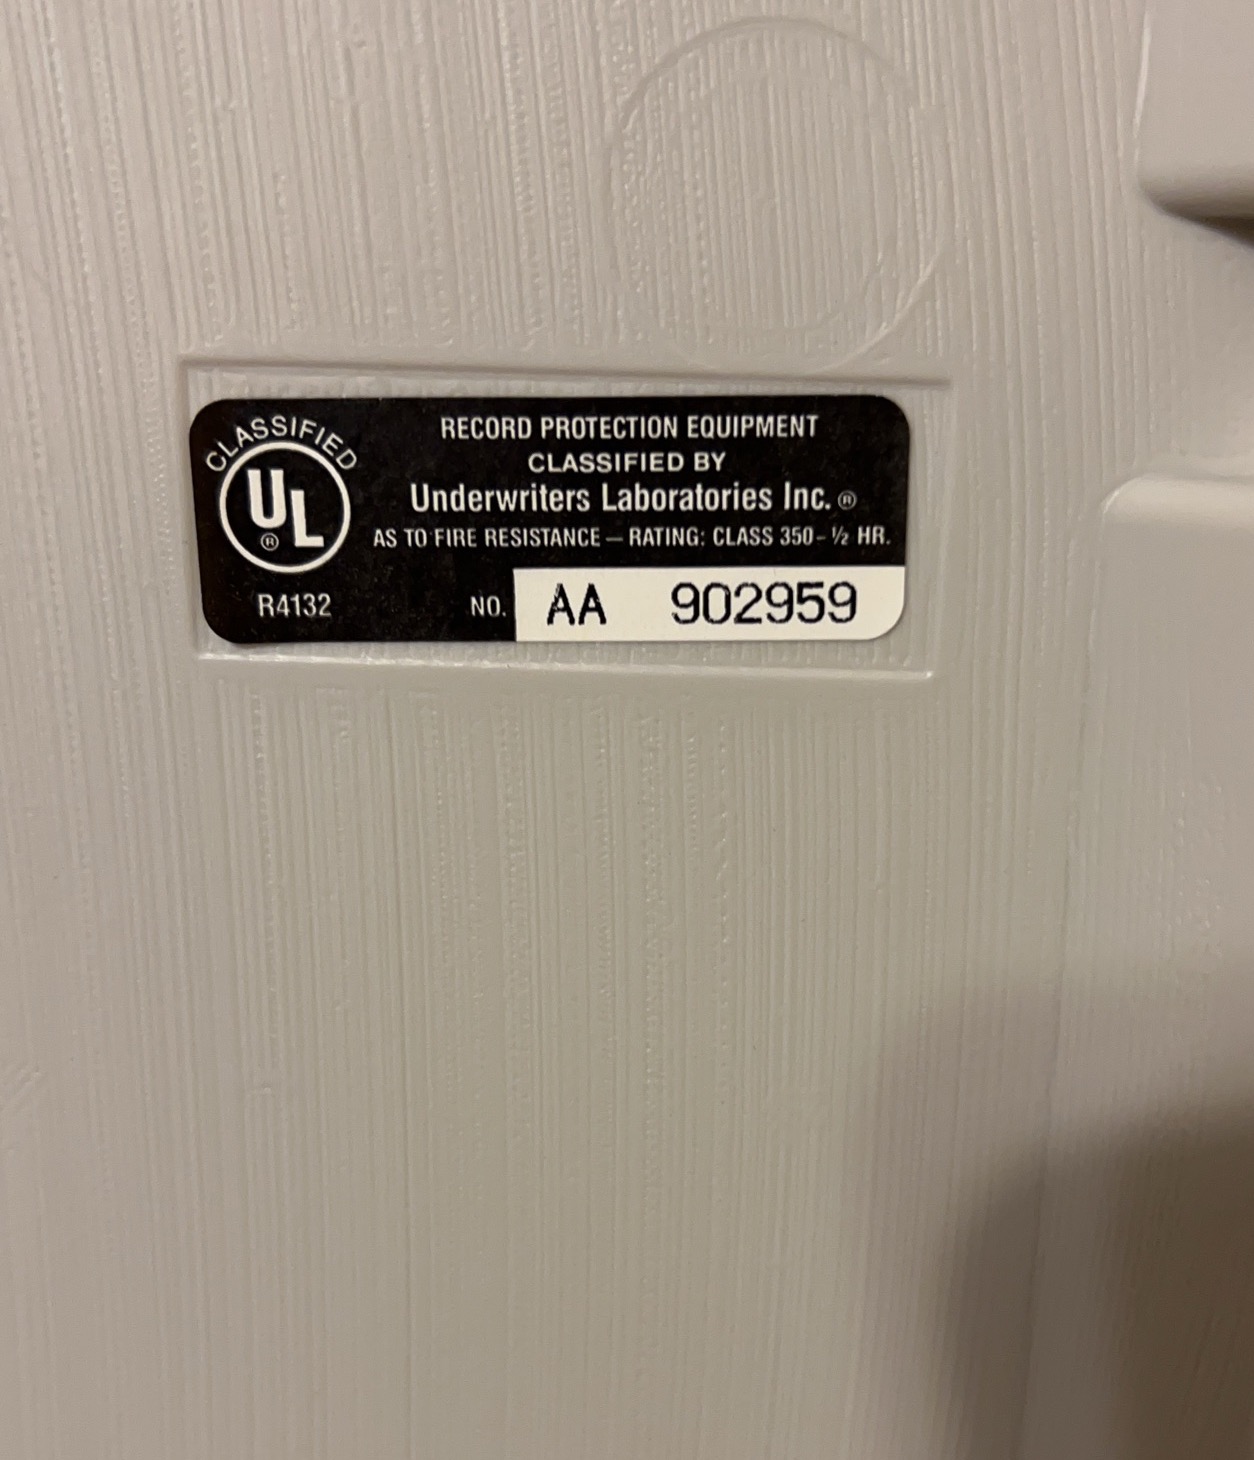 CLASSIFIED
UL®
R4132
RECORD PROTECTION EQUIPMENT
CLASSIFIED BY
Underwriters Laboratories Inc. ®
AS TO FIRE RESISTANCE — RATING: CLASS 350 – ½ HR.
NO. AA 902959